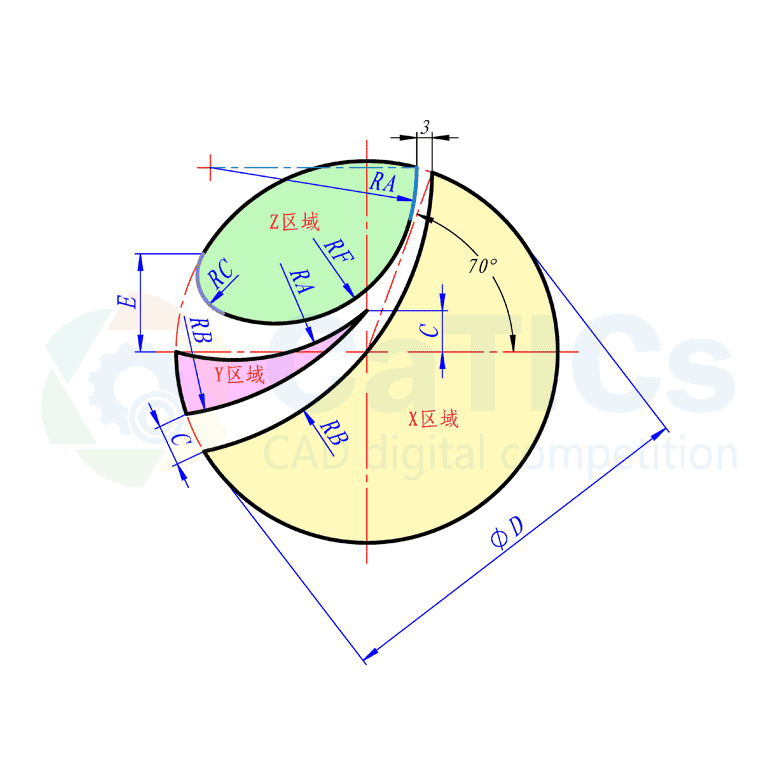 3
RA
Z区域
RF
RC
RA
70°
E
RB
C
CaTICs
Y区域
X区域
RB
C
CAD digital competition
ϕD